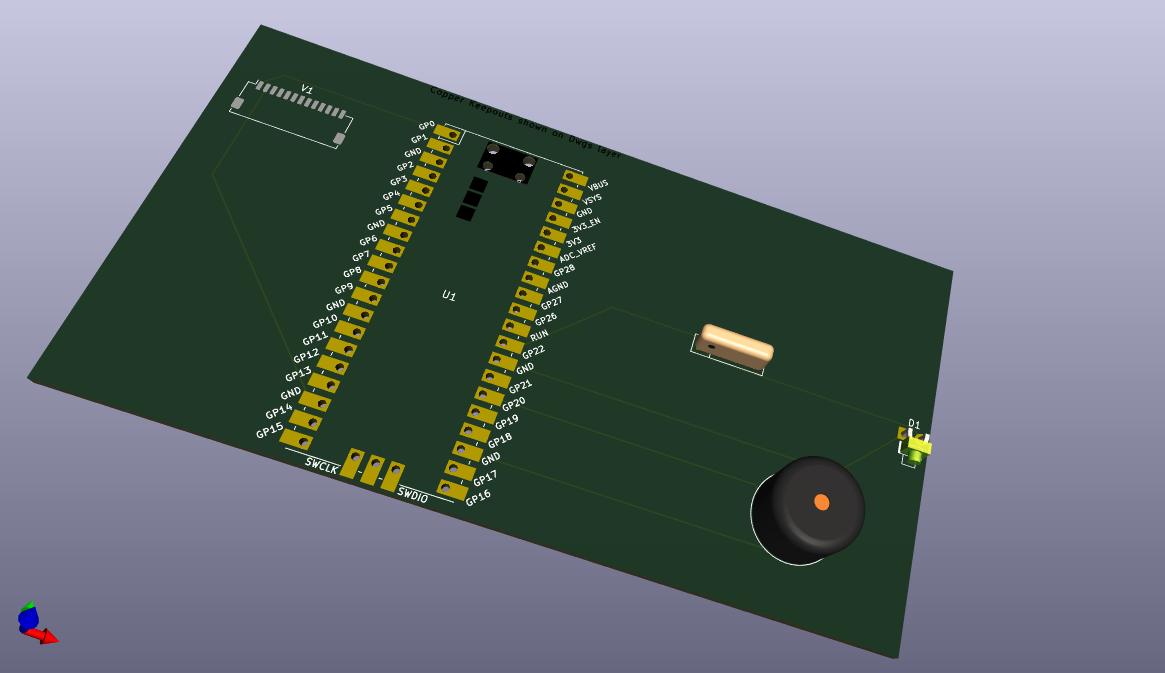 V1
Copper Keepouts shown on Dwgs layer
GP0
GP1
GND
GP2
GP3
GP4
GP5
GND
GP6
GP7
GP8
GP9
GND
GP10
GP11
GP12
GP13
GND
GP14
GP15
U1
VBUS
VSYS
GND
3V3_EN
3V3
ADC_VREF
GP28
AGND
GP27
GP26
RUN
GP22
GND
GP21
GP20
GP19
GP18
GND
GP17
GP16
SWCLK
SWDIO
D1